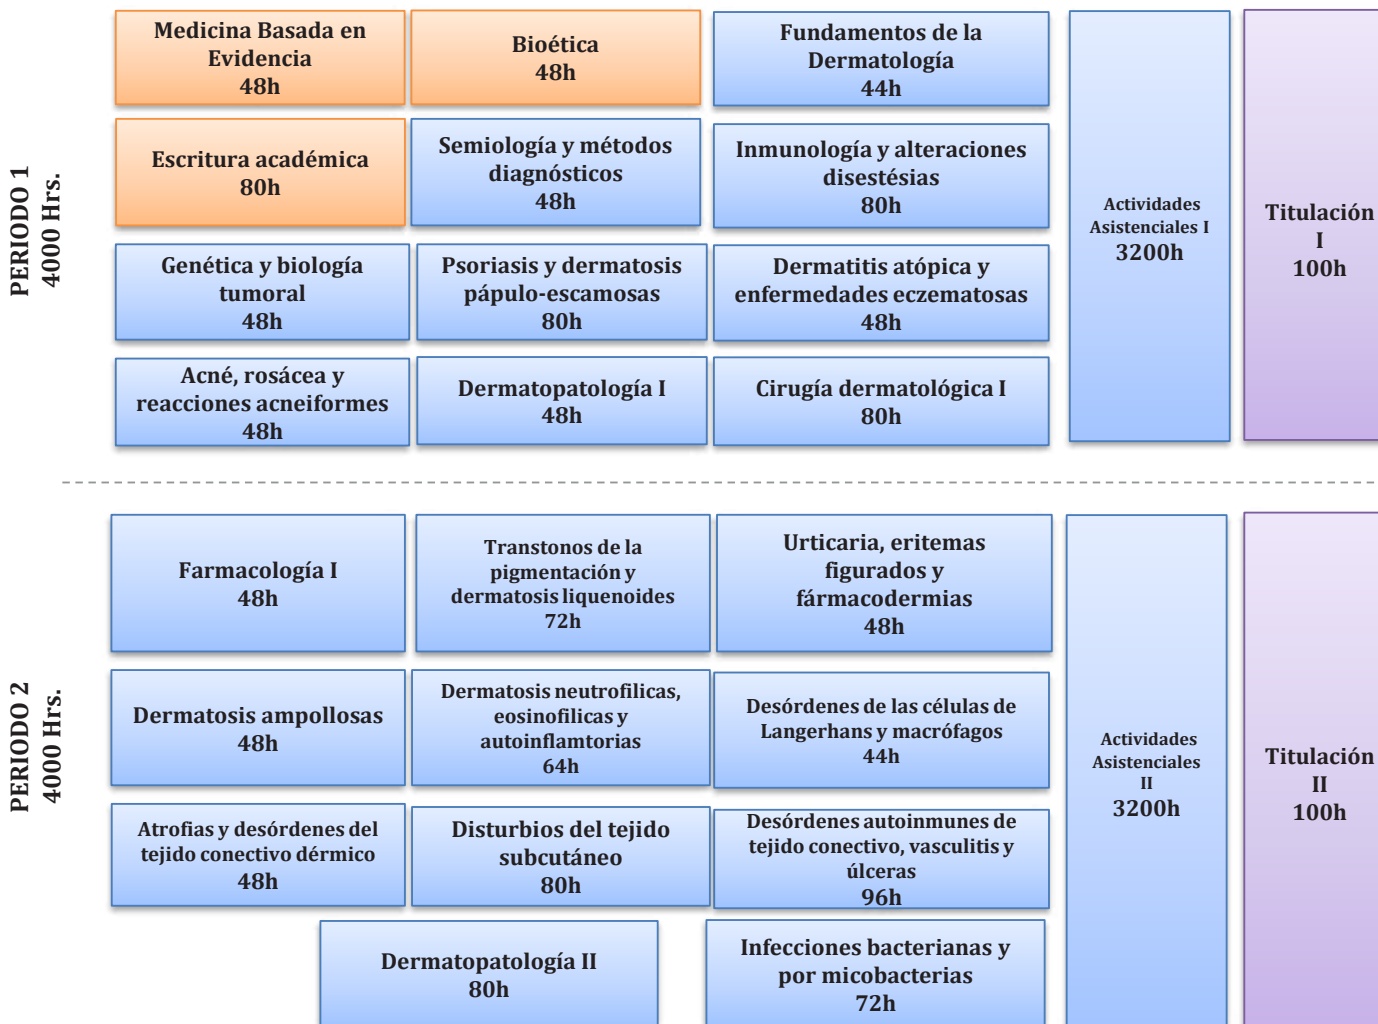 PERIODO 1
4000 Hrs.
Medicina Basada en
Evidencia
48h
Bioética
48h
Fundamentos de la
Dermatología
44h
Escritura académica
80h
Semiología y métodos
diagnósticos
48h
Inmunología y alteraciones
disestésias
80h
Genética y biología
tumoral
48h
Psoriasis y dermatosis
pápulo-escamosas
80h
Dermatitis atópica y
enfermedades eczematosas
48h
Acné, rosácea y
reacciones acneiformes
48h
Dermatopatología I
48h
Cirugía dermatológica I
80h
Actividades
Asistenciales I
3200h
Titulación
I
100h
PERIODO 2
4000 Hrs.
Farmacología I
48h
Transtonos de la
pigmentación y
dermatosis liquenoides
72h
Urticaria, eritemas
figurados y
fármacodermias
48h
Dermatosis ampollosas
48h
Dermatosis neutrofilicas,
eosinofilicas y
autoinflamtorias
64h
Desórdenes de las células de
Langerhans y macrófagos
44h
Atrofias y desórdenes del
tejido conectivo dérmico
48h
Disturbios del tejido
subcutáneo
80h
Desórdenes autoinmunes de
tejido conectivo, vasculitis y
úlceras
96h
Dermatopatología II
80h
Infecciones bacterianas y
por micobacterias
72h
Actividades
Asistenciales
II
3200h
Titulación
II
100h